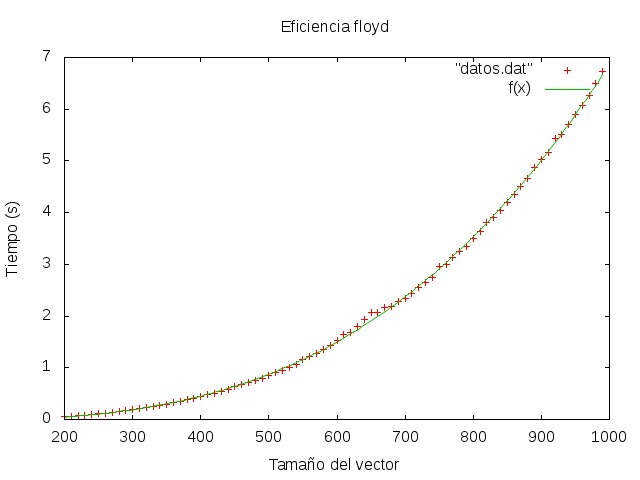 Eficiencia floyd
"datos.dat"
f(x)
7
6
5
4
3
2
1
0
200 300 400 500 600 700 800 900 1000
Tiempo (s)
Tamaño del vector